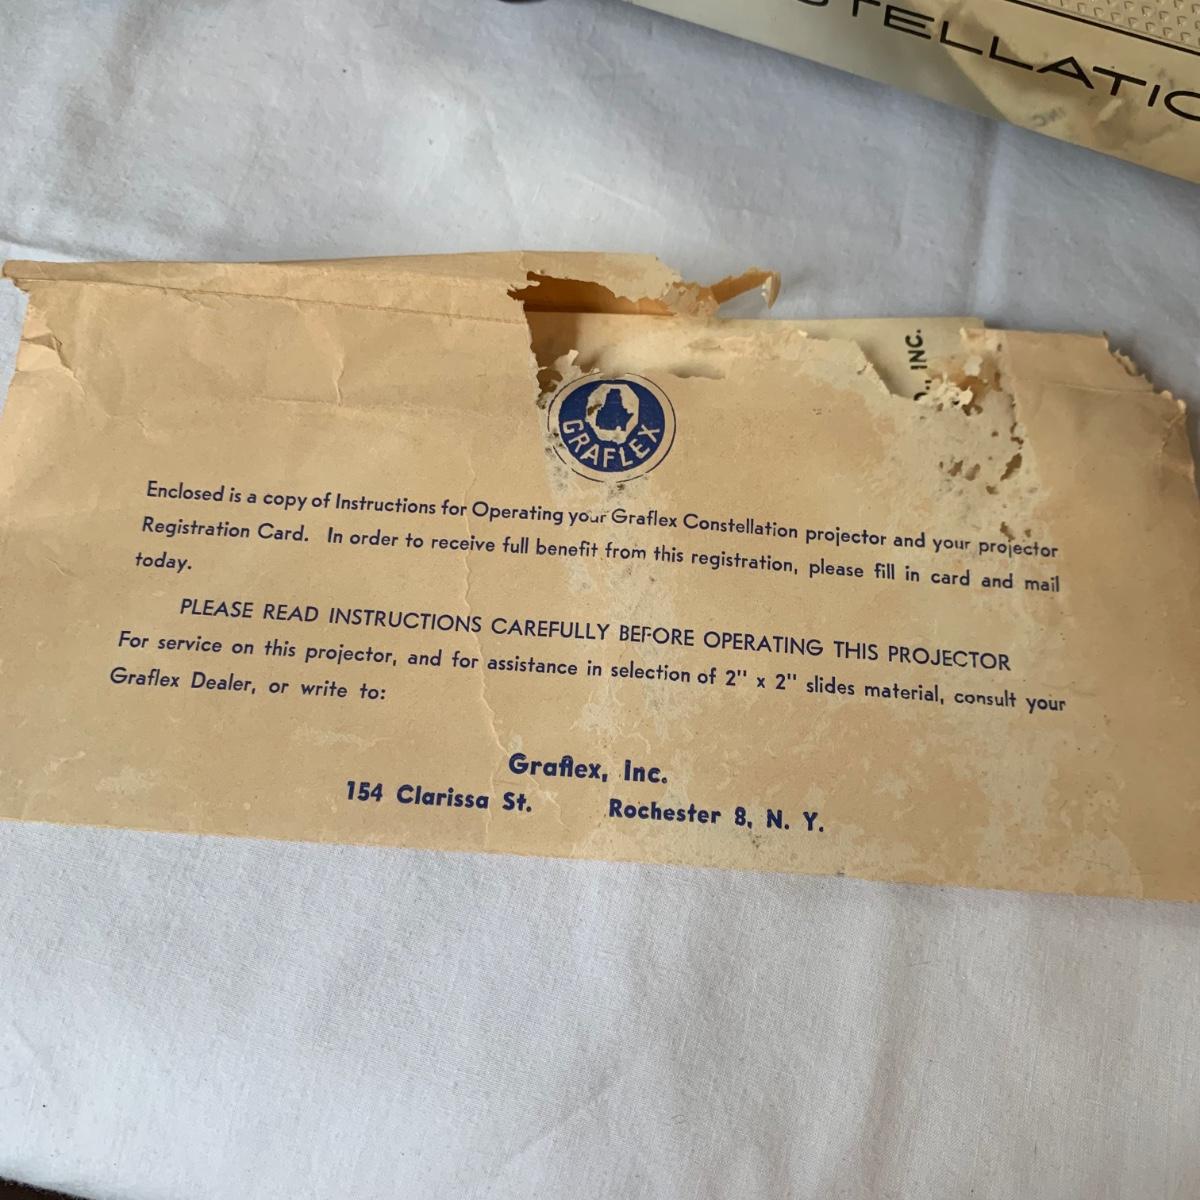 STELLATIO
INC.
., INC.
GRAFLEX
Enclosed is a copy of Instructions for Operating your Graflex Constellation projector and your projector
Registration Card. In order to receive full benefit from this registration, please fill in card and mail
today.
PLEASE READ INSTRUCTIONS CAREFULLY BEFORE OPERATING THIS PROJECTOR
For service on this projector, and for assistance in selection of 2" x 2" slides material, consult your
Graflex Dealer, or write to:
Graflex, Inc.
154 Clarissa St. Rochester 8, N. Y.